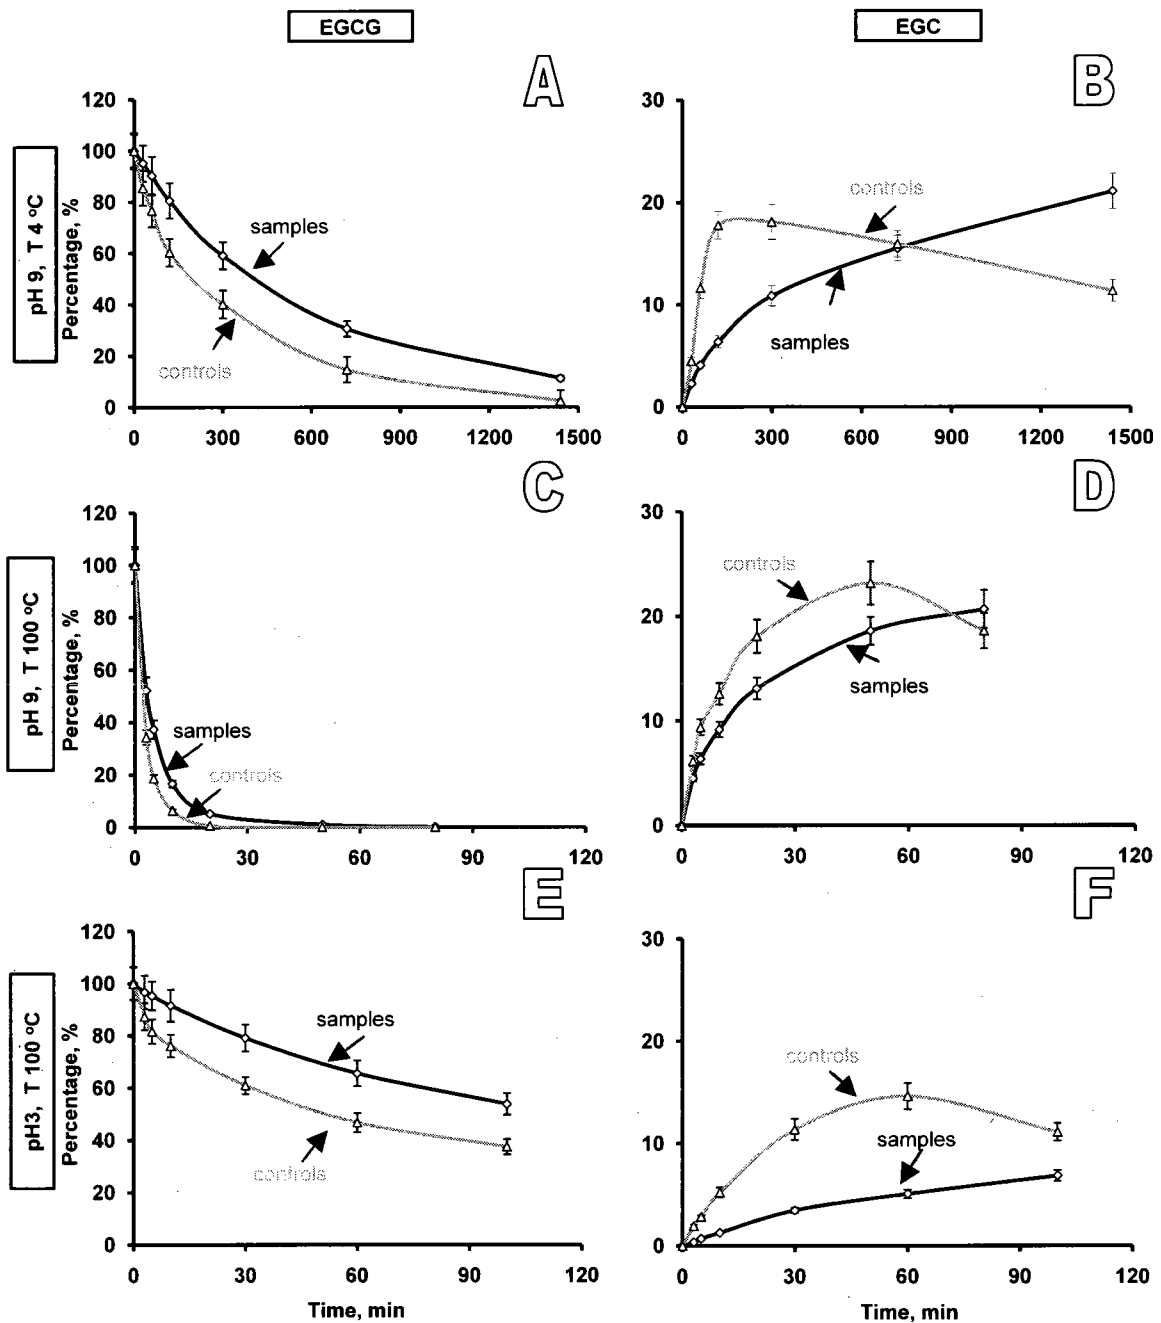 EGCG
EGC
A
B
pH 9, T 4 ºC
Percentage, %
120
100
80
60
40
20
0
samples
controls
0 300 600 900 1200 1500
30
20
10
0
controls
samples
0 300 600 900 1200 1500
C
D
pH 9, T 100 ºC
Percentage, %
120
100
80
60
40
20
0
samples
controls
0 30 60 90 120
30
20
10
0
controls
samples
0 30 60 90 120
E
F
pH3, T 100 ºC
Percentage, %
120
100
80
60
40
20
0
samples
controls
0 30 60 90 120
Time, min
30
20
10
0
controls
samples
0 30 60 90 120
Time, min